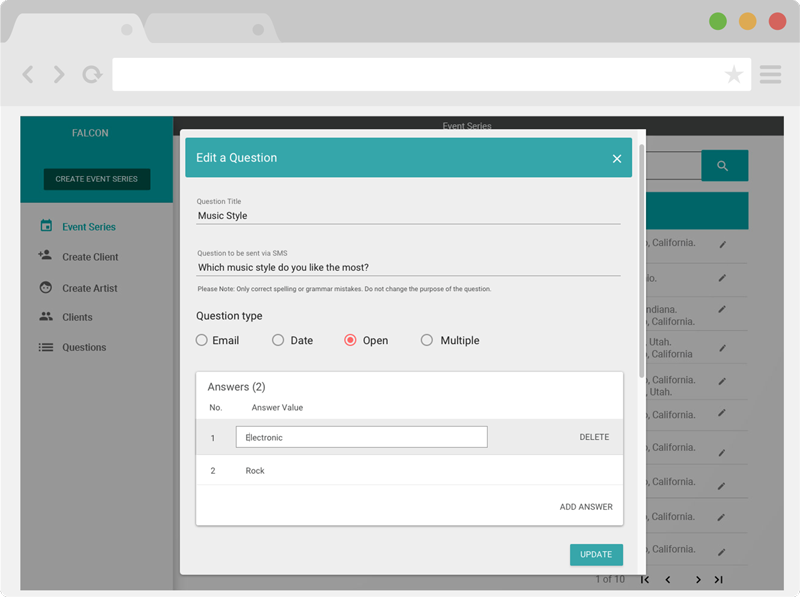 FALCON
Event Series
CREATE EVENT SERIES
Event Series
Create Client
Create Artist
Clients
Questions
Edit a Question
Question Title
Music Style
Question to be sent via SMS
Which music style do you like the most?
Please Note: Only correct spelling or grammar mistakes. Do not change the purpose of the question.
Question type
Email Date Open Multiple
Answers (2)
No. Answer Value
1 Electronic DELETE
2 Rock
ADD ANSWER
UPDATE
, California.
, California.
, Utah.
, California
, California.
, Utah.
, California.
, California.
, California.
, California.
, California.
1 of 10